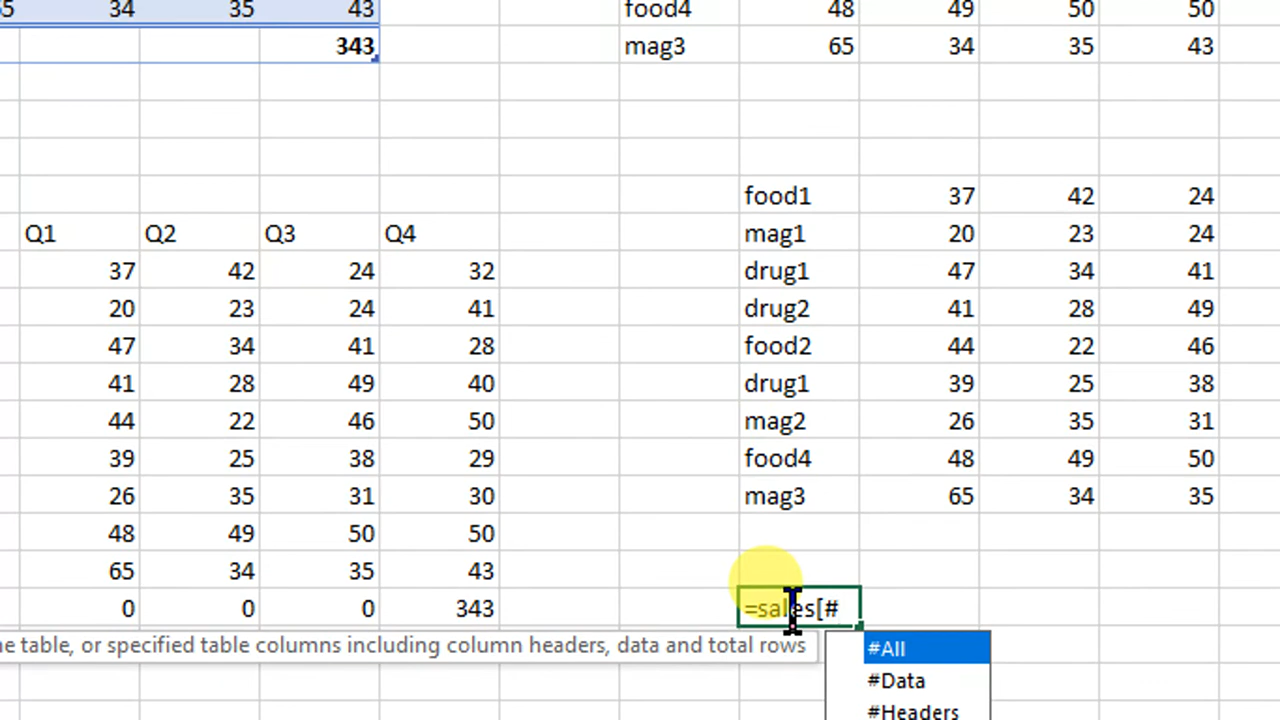 5 34 35 43 food4 48 49 50 50
343 mag3 65 34 35 43
food1 37 42 24
Q1 Q2 Q3 Q4 mag1 20 23 24
37 42 24 32 drug1 47 34 41
20 23 24 41 drug2 41 28 49
47 34 41 28 food2 44 22 46
41 28 49 40 drug1 39 25 38
44 22 46 50 mag2 26 35 31
39 25 38 29 food4 48 49 50
26 35 31 30 mag3 65 34 35
48 49 50 50
65 34 35 43
0 0 0 343 =sales[#
table, or specified table columns including column headers, data and total rows
#All
#Data
#Headers